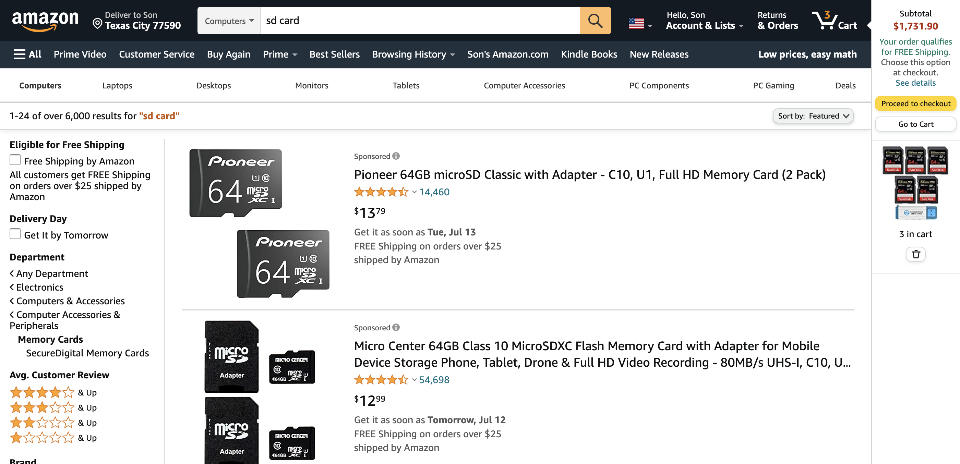 amazon
Deliver to Son
Texas City 77590
Computers
sd card
Hello, Son
Account & Lists
Returns
& Orders
3
Cart
All
Prime Video
Customer Service
Buy Again
Prime
Best Sellers
Browsing History
Son's Amazon.com
Kindle Books
New Releases
Low prices, easy math
Computers
Laptops
Desktops
Monitors
Tablets
Computer Accessories
PC Components
PC Gaming
Deals
1-24 of over 6,000 results for "sd card"
Sort by: Featured
Eligible for Free Shipping
Free Shipping by Amazon
All customers get FREE Shipping
on orders over $25 shipped by
Amazon
Delivery Day
Get It by Tomorrow
Department
Any Department
Electronics
Computers & Accessories
Computer Accessories &
Peripherals
Memory Cards
SecureDigital Memory Cards
Avg. Customer Review
& Up
& Up
& Up
& Up
Brand
Pioneer
64
micro
SD
XC I
Pioneer
64
micro
SD
XC I
Sponsored
Pioneer 64GB microSD Classic with Adapter - C10, U1, Full HD Memory Card (2 Pack)
14,460
$13 79
Get it as soon as Tue, Jul 13
FREE Shipping on orders over $25
shipped by Amazon
micro
SD
Adapter
MICRO CENTER
micro
SD
Adapter
MICRO CENTER
Sponsored
Micro Center 64GB Class 10 MicroSDXC Flash Memory Card with Adapter for Mobile
Device Storage Phone, Tablet, Drone & Full HD Video Recording - 80MB/s UHS-I, C10, U...
54,698
$12 99
Get it as soon as Tomorrow, Jul 12
FREE Shipping on orders over $25
shipped by Amazon
Subtotal
$1,731.90
Your order qualifies
for FREE Shipping.
Choose this option
at checkout.
See details
Proceed to checkout
Go to Cart
3 in cart